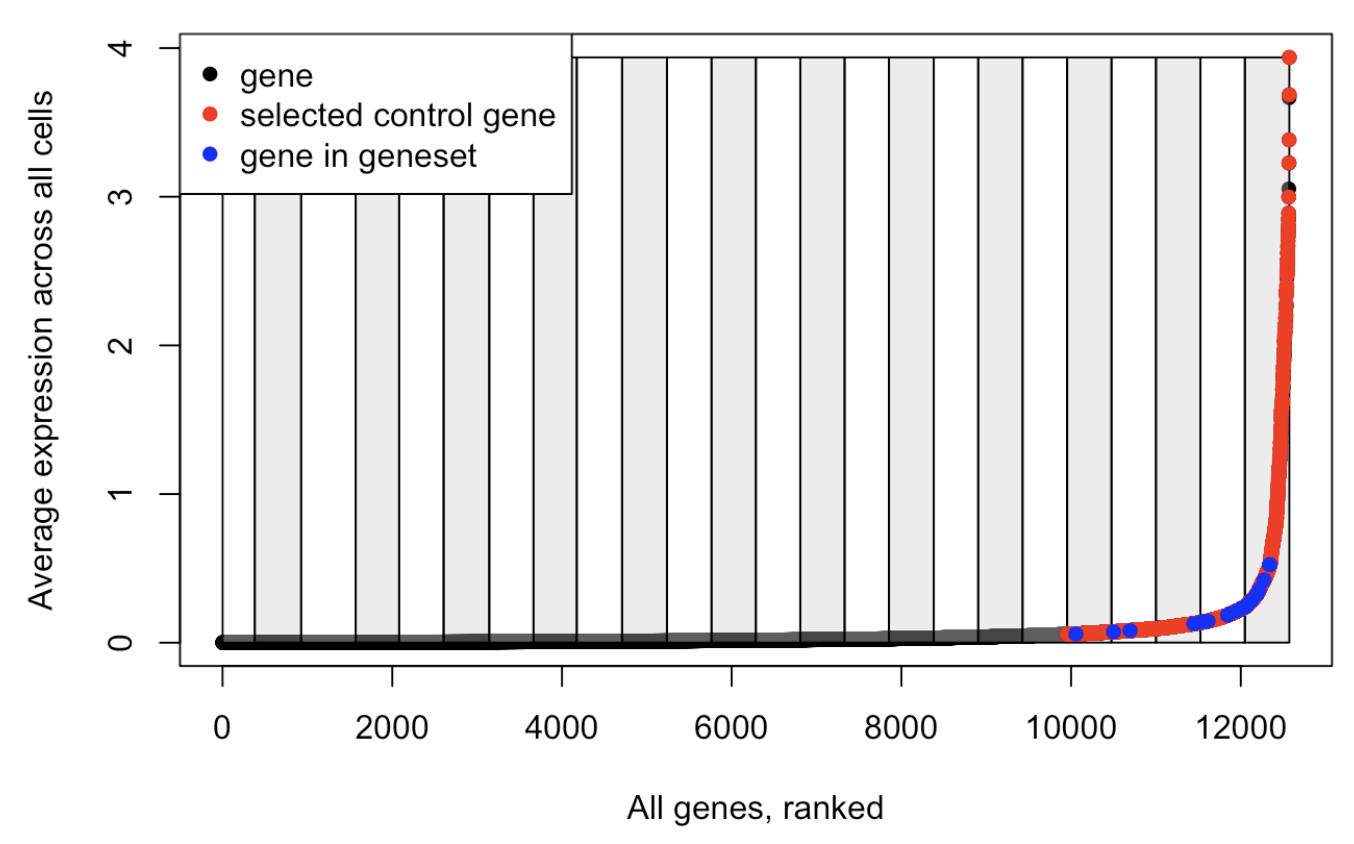 gene
selected control gene
gene in geneset
Average expression across all cells
4
3
2
1
0
0 2000 4000 6000 8000 10000 12000
All genes, ranked